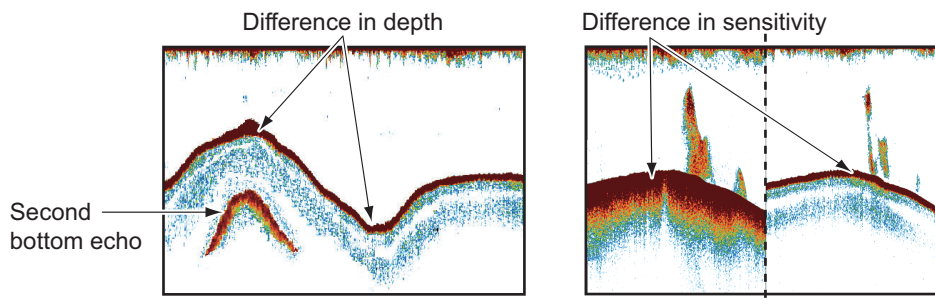 Difference in depth
Difference in sensitivity
Second
bottom echo